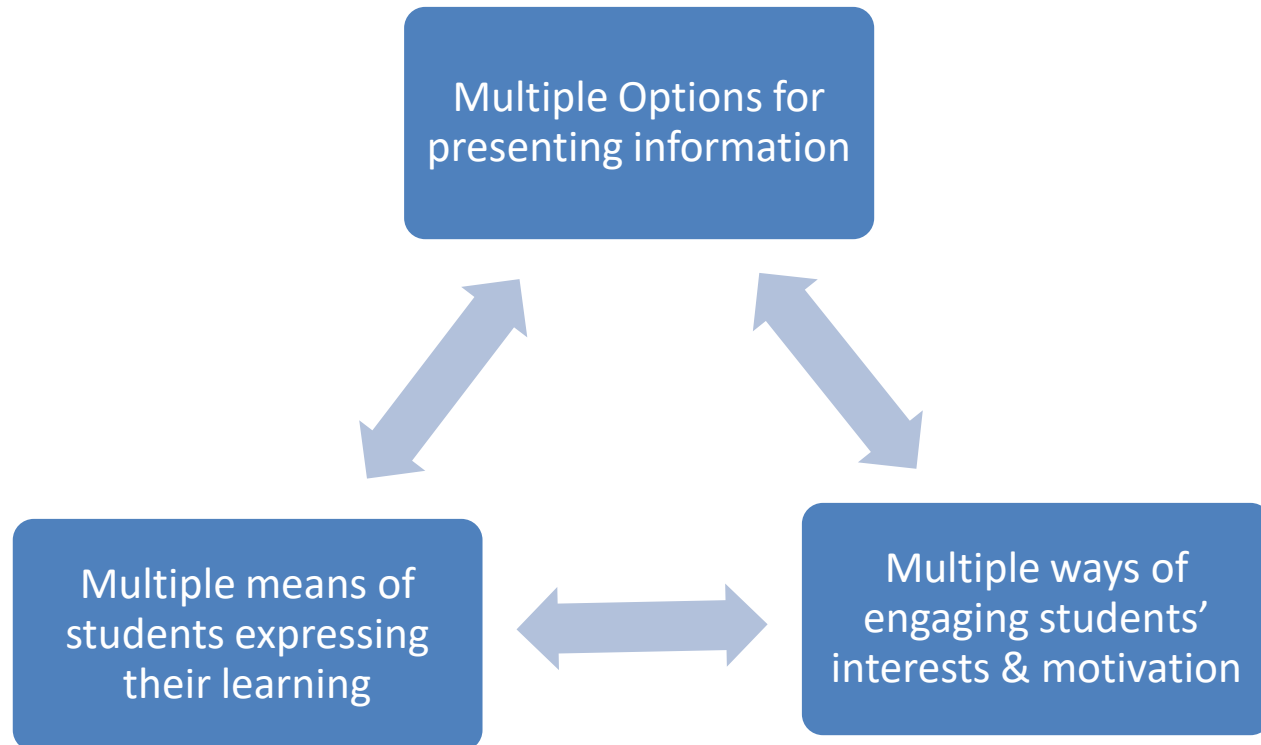 Multiple Options for
presenting information
Multiple means of
students expressing
their learning
Multiple ways of
engaging students’
interests & motivation